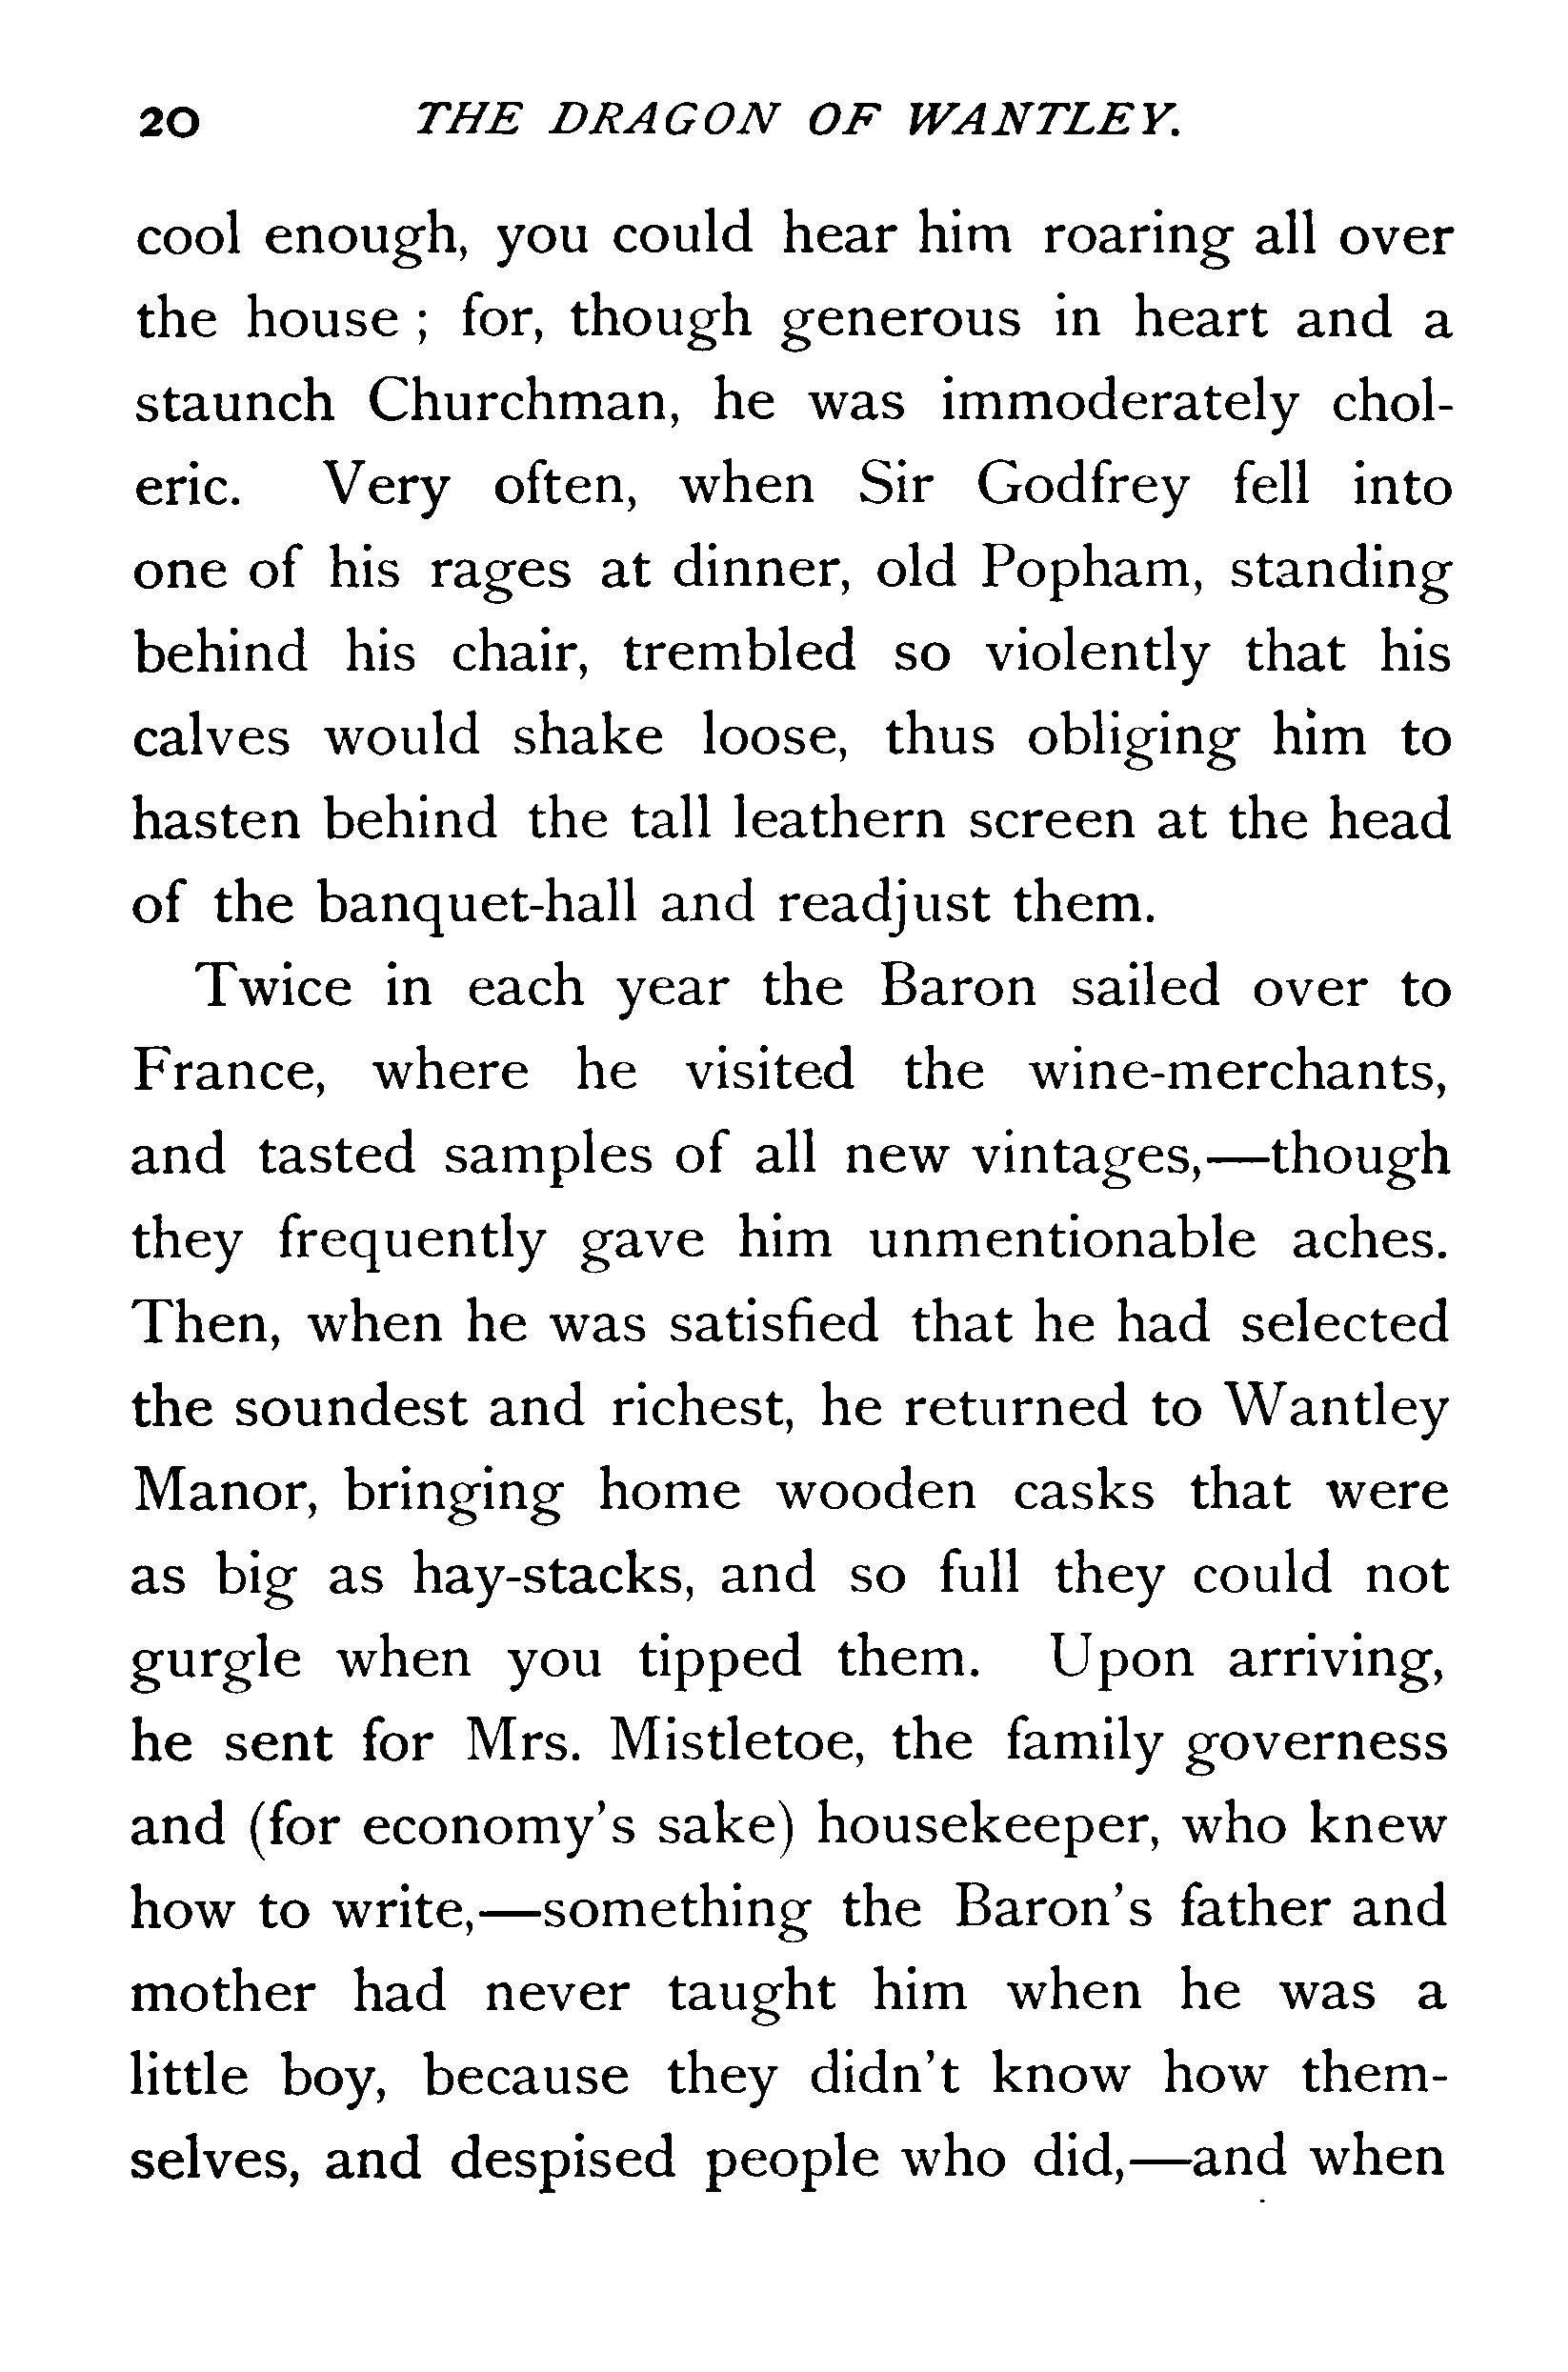 20 THE DRAGON OF WANTLEY.
cool enough, you could hear him roaring all over
the house ; for, though generous in heart and a
staunch Churchman, he was immoderately chol-
eric. Very often, when Sir Godfrey fell into
one of his rages at dinner, old Popham, standing
behind his chair, trembled so violently that his
calves would shake loose, thus obliging him to
hasten behind the tall leathern screen at the head
of the banquet-hall and readjust them.
Twice in each year the Baron sailed over to
France, where he visited the wine-merchants,
and tasted samples of all new vintages,—though
they frequently gave him unmentionable aches.
Then, when he was satisfied that he had selected
the soundest and richest, he returned to Wantley
Manor, bringing home wooden casks that were
as big as hay-stacks, and so full they could not
gurgle when you tipped them. Upon arriving,
he sent for Mrs. Mistletoe, the family governess
and (for economy's sake) housekeeper, who knew
how to write,—something the Baron's father and
mother had never taught him when he was a
little boy, because they didn't know how them-
selves, and despised people who did,—and when